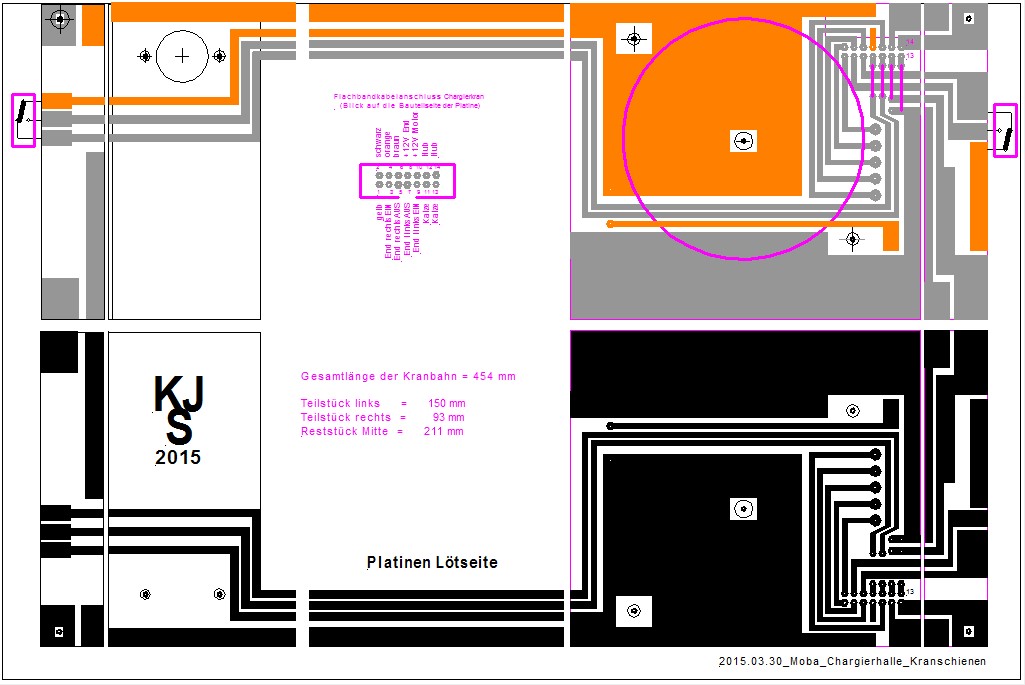 14
13
Flachbandkabelanschluss Chargierkran
(Blick auf die Bauteilseite der Platine)
schwarz
orange
braun
+12V End
+12V Motor
Hub
Hub
gelb
End rechts EIN
End rechts AUS
End links AUS
End links EIN
Katze
Katze
KJ
S
2015
Gesamtlänge der Kranbahn = 454 mm
Teilstück links = 150 mm
Teilstück rechts = 93 mm
Reststück Mitte = 211 mm
Platinen Lötseite
13
2015.03.30_Moba_Chargierhalle_Kranschienen